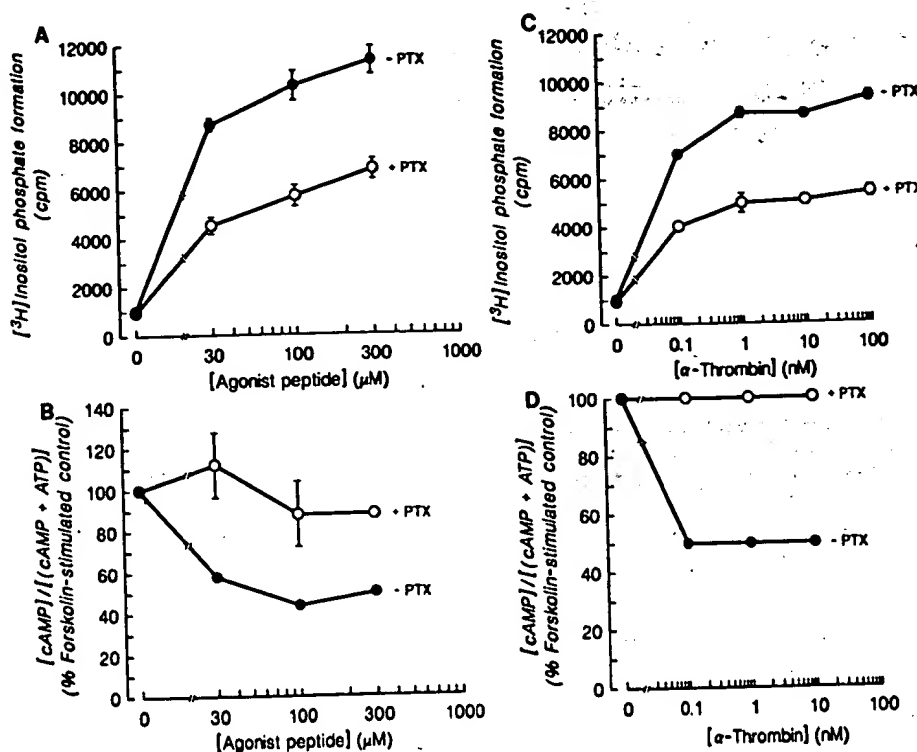 A
[³H]Inositol phosphate formation
(cpm)
12000
10000
8000
6000
4000
2000
0
- PTX
+ PTX
0 30 100 300 1000
[Agonist peptide] (μM)
B
[cAMP]/[(cAMP + ATP)]
(% Forskolin-stimulated control)
140
120
100
80
60
40
20
0
+ PTX
- PTX
0 30 100 300 1000
[Agonist peptide] (μM)
C
[³H]Inositol phosphate formation
(cpm)
12000
10000
8000
6000
4000
2000
0
- PTX
+ PTX
0 0.1 1 10 100
[α-Thrombin] (nM)
D
[cAMP]/[(cAMP + ATP)]
(% Forskolin-stimulated control)
100
80
60
40
20
0
+ PTX
- PTX
0 0.1 1 10 100
[α-Thrombin] (nM)